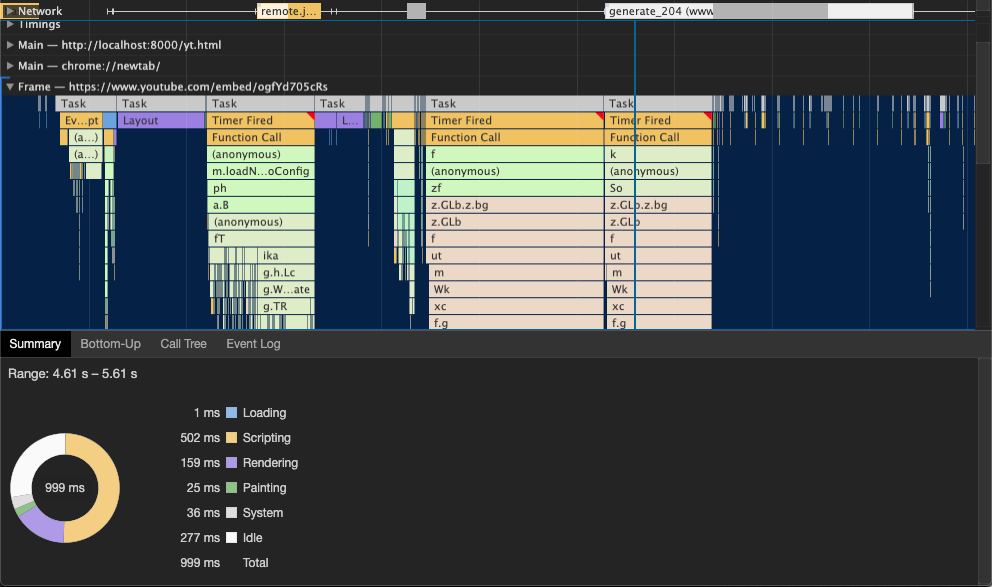 Network remote.j... generate_204 (www
Timings
Main — http://localhost:8000/yt.html
Main — chrome://newtab/
Frame — https://www.youtube.com/embed/ogfYd705cRs
Task Task Task Task Task Task
Ev...pt Layout Timer Fired L... Timer Fired Timer Fired
(a...) Function Call Function Call Function Call
(a...) (anonymous) f k
m.loadN...oConfig (anonymous) (anonymous)
ph zf So
a.B z.GLb.z.bg z.GLb.z.bg
(anonymous) z.GLb z.GLb
fT f f
ika ut ut
g.h.Lc m m
g.W...ate Wk Wk
g.TR xc xc
f.g f.g
Summary Bottom-Up Call Tree Event Log
Range: 4.61 s – 5.61 s
1 ms Loading
502 ms Scripting
159 ms Rendering
999 ms 25 ms Painting
36 ms System
277 ms Idle
999 ms Total